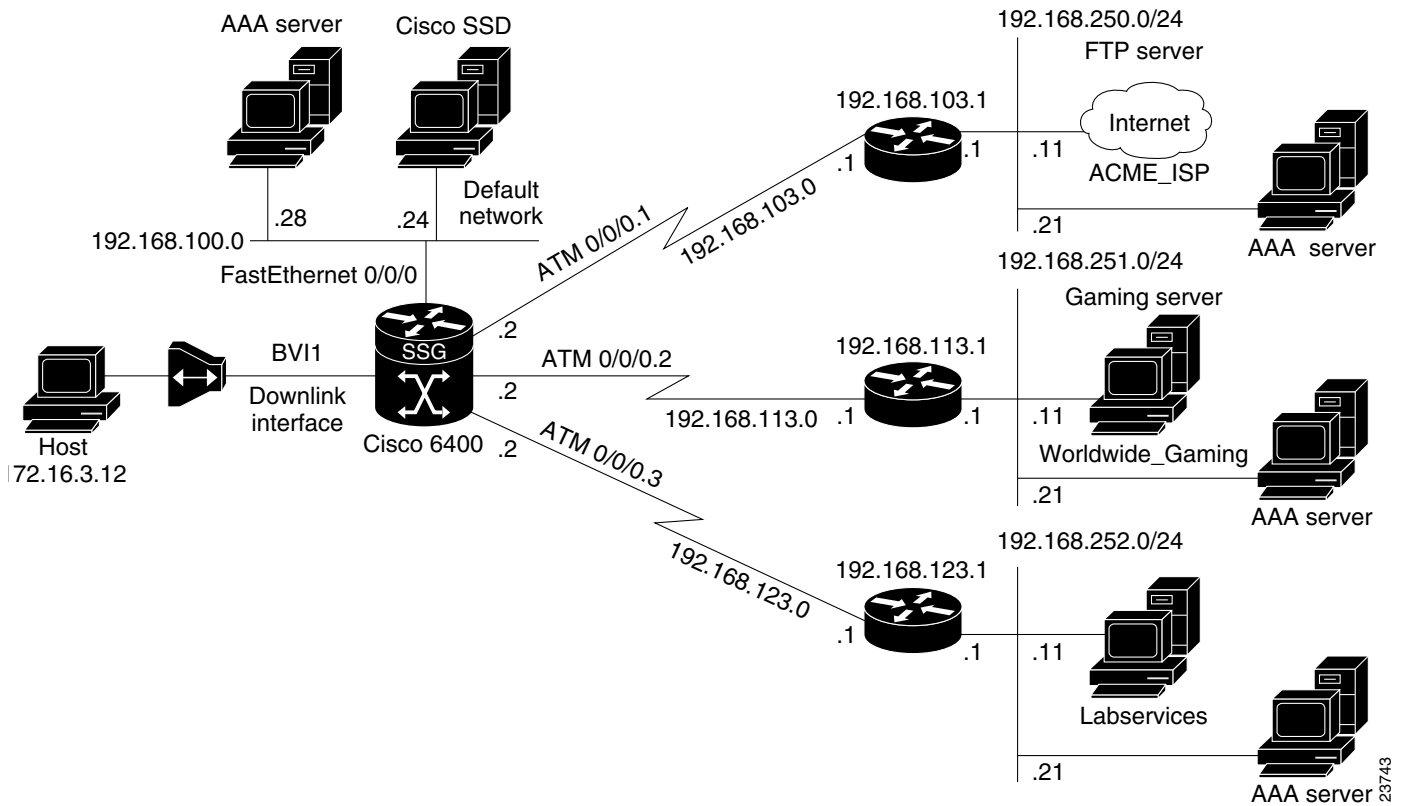 AAA server
Cisco SSD
.28
.24
Default
network
192.168.100.0
FastEthernet 0/0/0
ATM 0/0/0.1
192.168.103.0
.2
SSG
BVI1
Downlink
interface
Host
172.16.3.12
Cisco 6400
ATM 0/0/0.2
.2
192.168.113.0
.2
ATM 0/0/0.3
192.168.123.0
192.168.250.0/24
FTP server
192.168.103.1
.1
.1
.11
Internet
ACME_ISP
.21
AAA server
192.168.251.0/24
Gaming server
192.168.113.1
.1
.1
.11
Worldwide_Gaming
.21
AAA server
192.168.252.0/24
192.168.123.1
.1
.1
.11
Labservices
.21
AAA server
23743